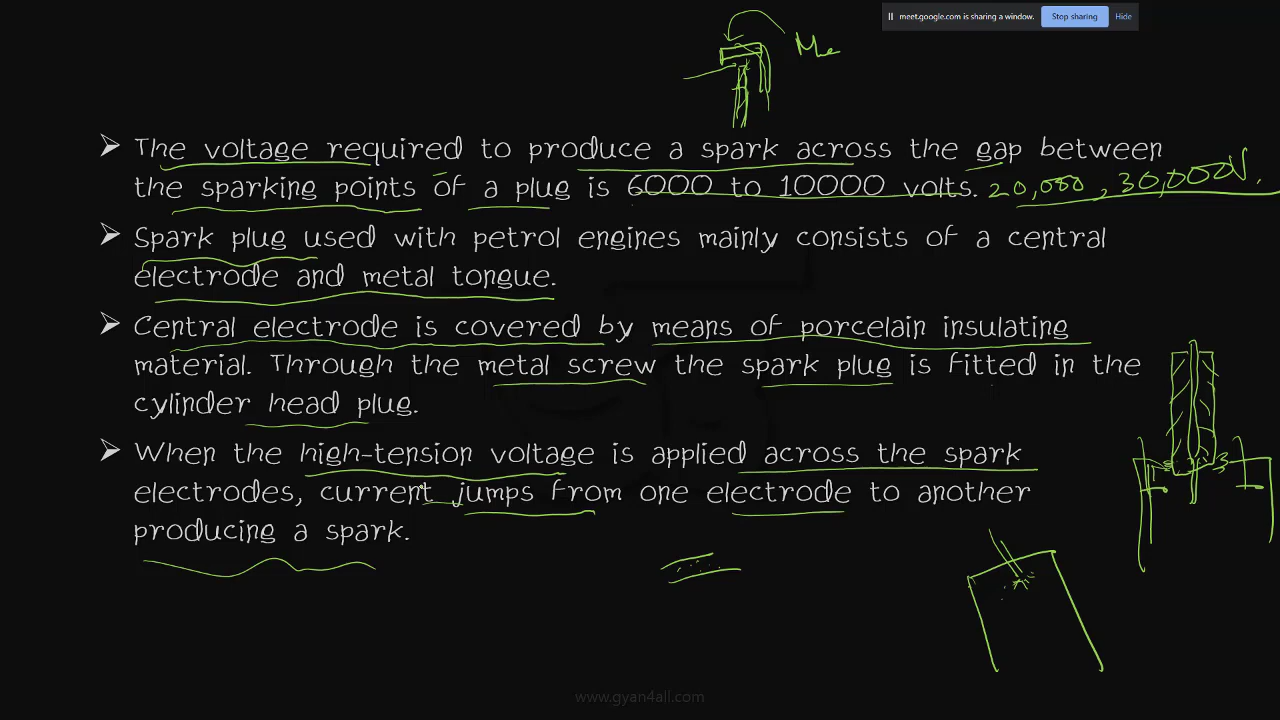 meet.google.com is sharing a window. Stop sharing Hide
Me
➢ The voltage required to produce a spark across the gap between
the sparking points of a plug is 6000 to 10000 volts. 20,000, 30,000V.
➢ Spark plug used with petrol engines mainly consists of a central
electrode and metal tongue.
➢ Central electrode is covered by means of porcelain insulating
material. Through the metal screw the spark plug is fitted in the
cylinder head plug.
➢ When the high-tension voltage is applied across the spark
electrodes, current jumps from one electrode to another
producing a spark.
www.gyan4all.com